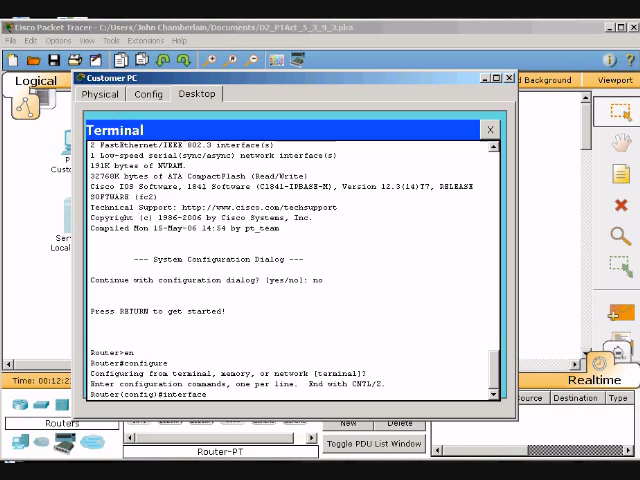 Cisco Packet Tracer - C:/Users/John Chamberlain/Documents/D2_PTAct_5_3_9_3.pka
File Edit Options View Tools Extensions Help
Logical
d Background
Viewport
Customer PC
Physical Config Desktop
Terminal
X
2 FastEthernet/IEEE 802.3 interface(s)
1 Low-speed serial(sync/async) network interface(s)
191K bytes of NVRAM.
32768K bytes of ATA CompactFlash (Read/Write)
Cisco IOS Software, 1841 Software (C1841-IPBASE-M), Version 12.3(14)T7, RELEASE
SOFTWARE (fc2)
Technical Support: http://www.cisco.com/techsupport
Copyright (c) 1986-2006 by Cisco Systems, Inc.
Compiled Mon 15-May-06 14:54 by pt_team
--- System Configuration Dialog ---
Continue with configuration dialog? [yes/no]: no
Press RETURN to get started!
Router>en
Router#configure
Configuring from terminal, memory, or network [terminal]?
Enter configuration commands, one per line. End with CNTL/Z.
Router(config)#interface
P
Custo
Se
Local
Time: 00:12:2
Realtime
Routers
Router-PT
New Delete
Toggle PDU List Window
Source Destination Type